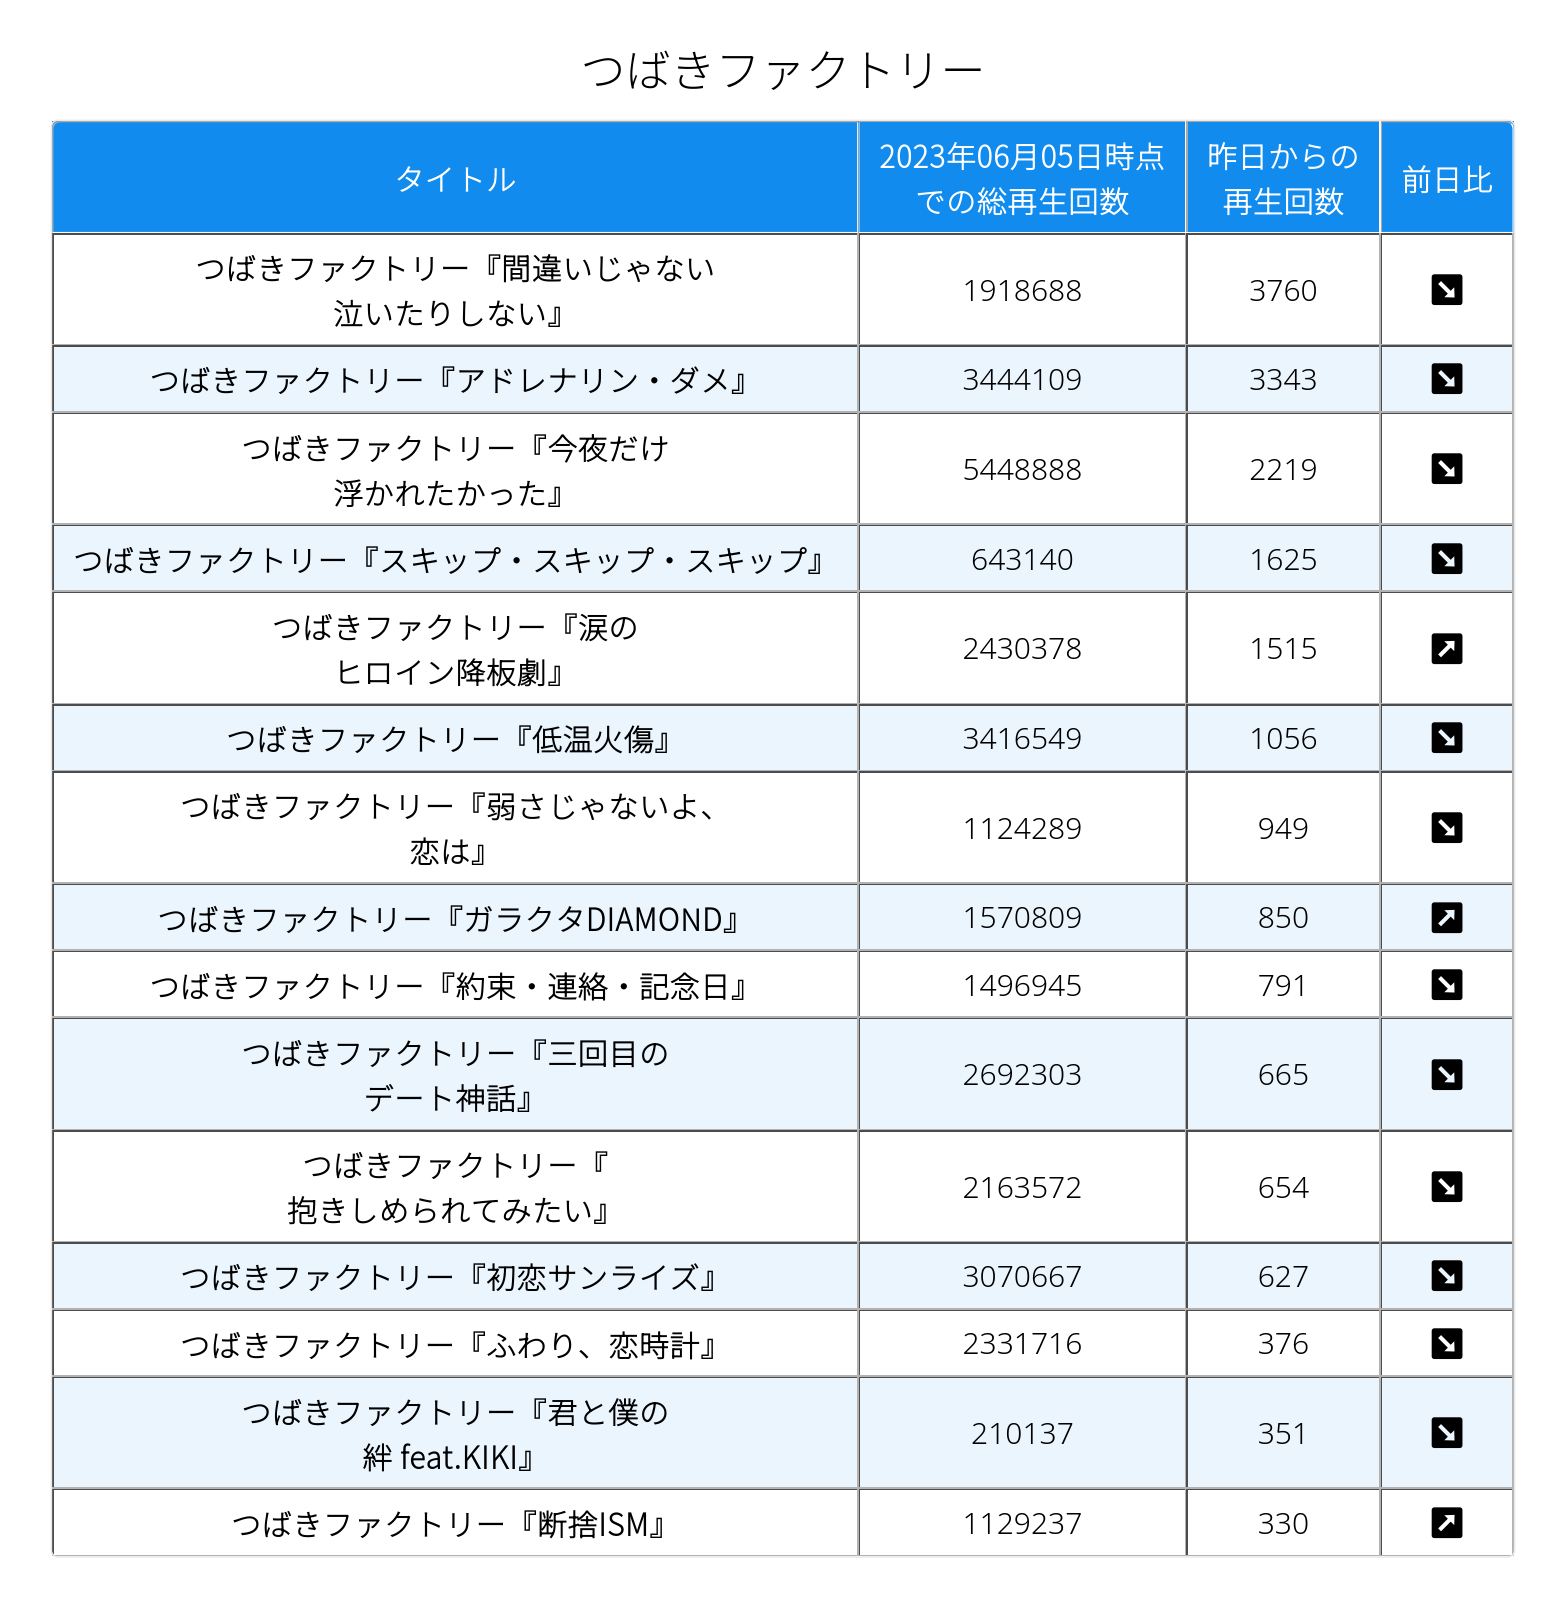 つばきファクトリー
タイトル
2023年06月05日時点
での総再生回数
昨日からの
再生回数
前日比
つばきファクトリー『間違いじゃない
泣いたりしない』
1918688
3760
↘
つばきファクトリー『アドレナリン・ダメ』
3444109
3343
↘
つばきファクトリー『今夜だけ
浮かれたかった』
5448888
2219
↘
つばきファクトリー『スキップ・スキップ・スキップ』
643140
1625
↘
つばきファクトリー『涙の
ヒロイン降板劇』
2430378
1515
↗
つばきファクトリー『低温火傷』
3416549
1056
↘
つばきファクトリー『弱さじゃないよ、
恋は』
1124289
949
↘
つばきファクトリー『ガラクタDIAMOND』
1570809
850
↗
つばきファクトリー『約束・連絡・記念日』
1496945
791
↘
つばきファクトリー『三回目の
デート神話』
2692303
665
↘
つばきファクトリー『
抱きしめられてみたい』
2163572
654
↘
つばきファクトリー『初恋サンライズ』
3070667
627
↘
つばきファクトリー『ふわり、恋時計』
2331716
376
↘
つばきファクトリー『君と僕の
絆 feat.KIKI』
210137
351
↘
つばきファクトリー『断捨ISM』
1129237
330
↗